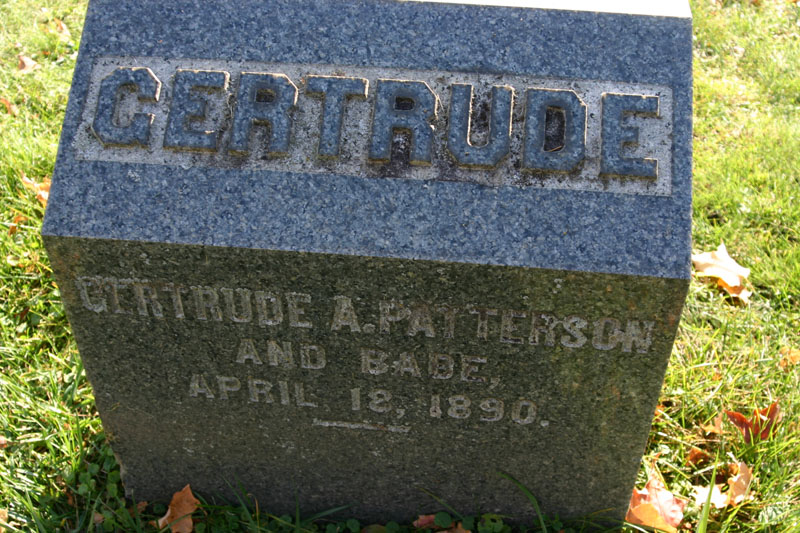 GERTRUDE
GERTRUDE A. PATTERSON
AND BABE,
APRIL 18, 1890.